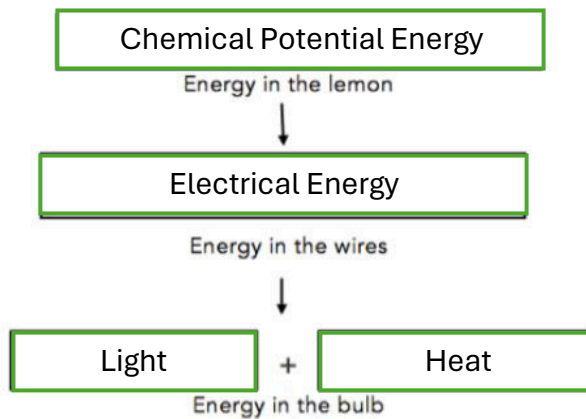 Chemical Potential Energy
Energy in the lemon
Electrical Energy
Energy in the wires
Light + Heat
Energy in the bulb